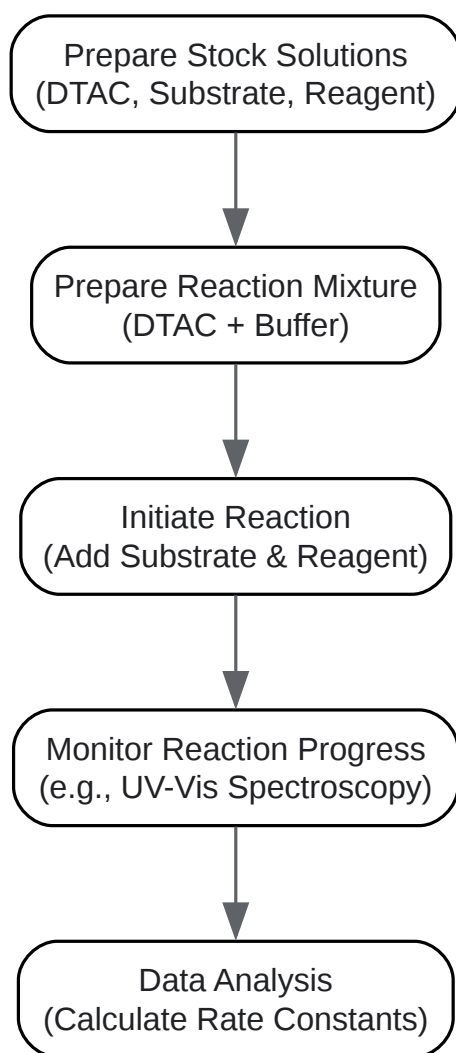 Prepare Stock Solutions
(DTAC, Substrate, Reagent)
Prepare Reaction Mixture
(DTAC + Buffer)
Initiate Reaction
(Add Substrate & Reagent)
Monitor Reaction Progress
(e.g., UV-Vis Spectroscopy)
Data Analysis
(Calculate Rate Constants)